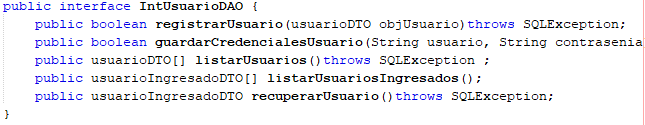 public interface IntUsuarioDAO {
public boolean registrarUsuario(usuarioDTO objUsuario)throws SQLException;
public boolean guardarCredencialesUsuario(String usuario, String contrasenia
public usuarioDTO[] listarUsuarios()throws SQLException ;
public usuarioIngresadoDTO[] listarUsuariosIngresados();
public usuarioIngresadoDTO recuperarUsuario()throws SQLException;
}